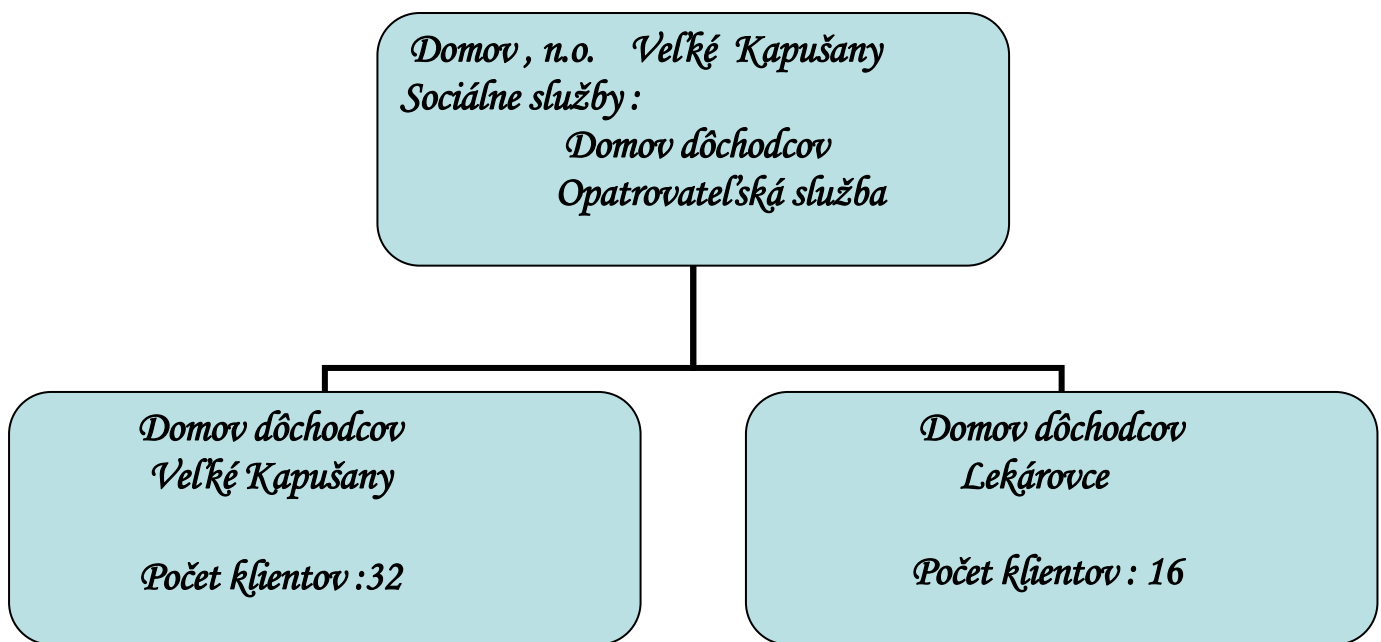 Domov , n.o. Veľké Kapušany
Sociálne služby :
Domov dôchodcov
Opatrovateľská služba
Domov dôchodcov
Veľké Kapušany
Počet klientov :32
Domov dôchodcov
Lekárovce
Počet klientov : 16